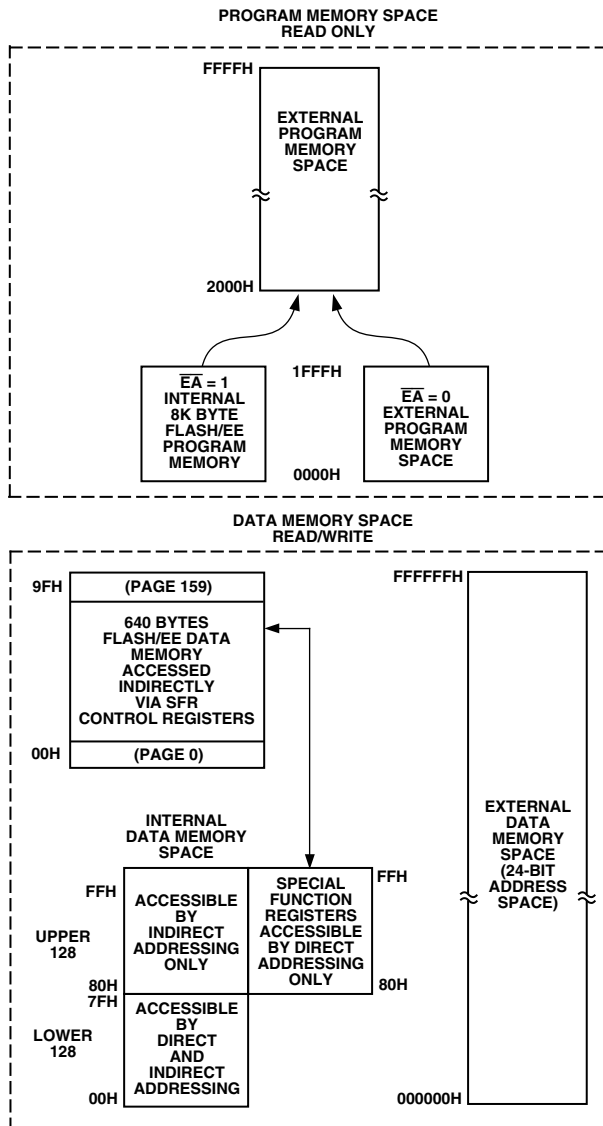 PROGRAM MEMORY SPACE
READ ONLY
FFFFH
EXTERNAL
PROGRAM
MEMORY
SPACE
2000H
EA = 1
INTERNAL
8K BYTE
FLASH/EE
PROGRAM
MEMORY
1FFFH
0000H
EA = 0
EXTERNAL
PROGRAM
MEMORY
SPACE
DATA MEMORY SPACE
READ/WRITE
9FH
(PAGE 159)
640 BYTES
FLASH/EE DATA
MEMORY
ACCESSED
INDIRECTLY
VIA SFR
CONTROL REGISTERS
00H
(PAGE 0)
INTERNAL
DATA MEMORY
SPACE
FFH
UPPER
128
80H
ACCESSIBLE
BY
INDIRECT
ADDRESSING
ONLY
SPECIAL
FUNCTION
REGISTERS
ACCESSIBLE
BY DIRECT
ADDRESSING
ONLY
FFH
80H
7FH
LOWER
128
00H
ACCESSIBLE
BY
DIRECT
AND
INDIRECT
ADDRESSING
FFFFFFH
EXTERNAL
DATA
MEMORY
SPACE
(24-BIT
ADDRESS
SPACE)
000000H